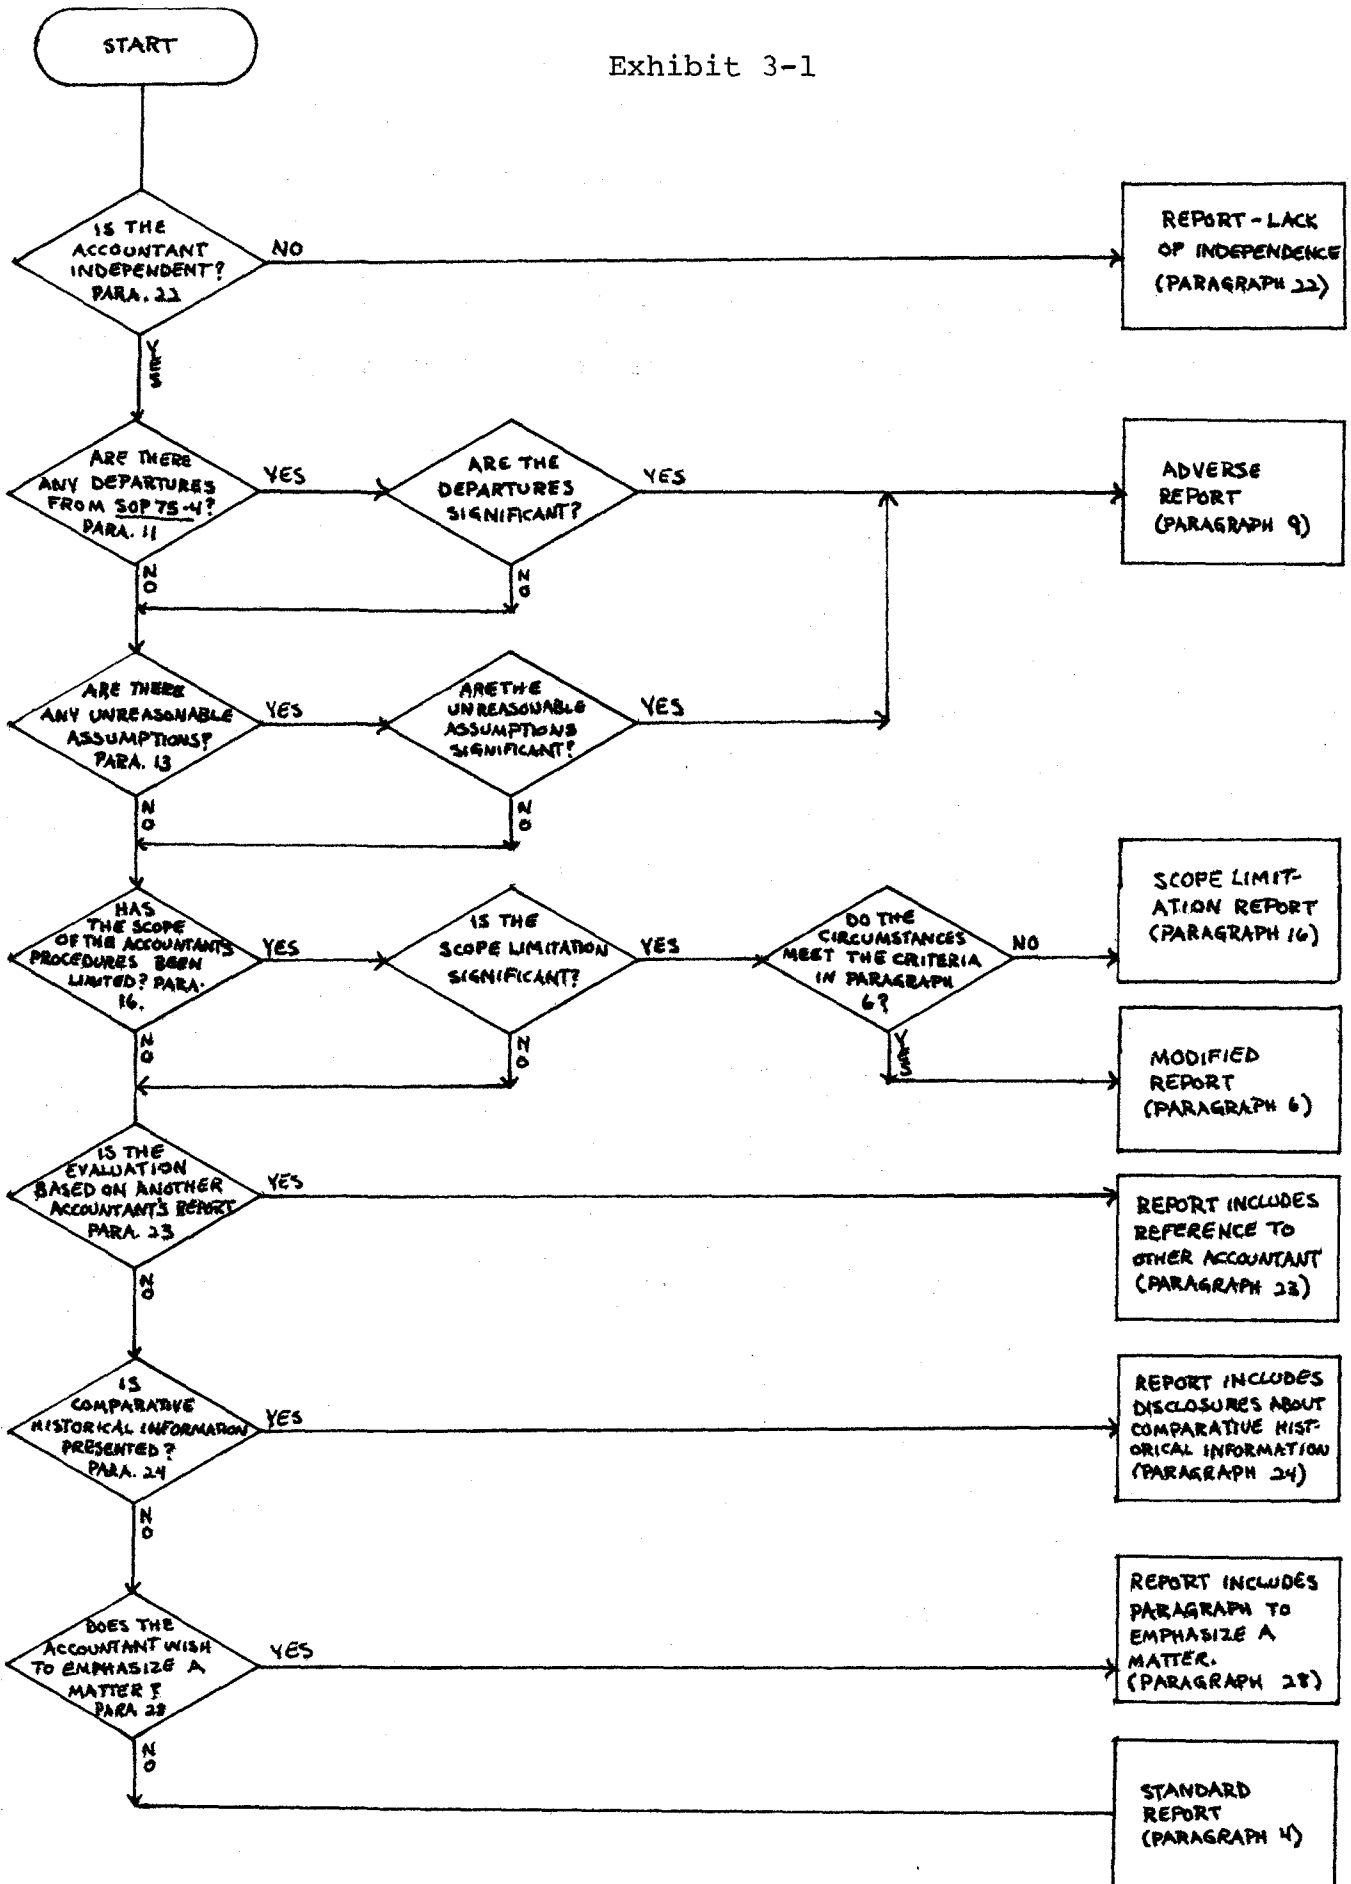 START
Exhibit 3-1
IS THE
ACCOUNTANT
INDEPENDENT?
PARA. 22
NO
REPORT - LACK
OF INDEPENDENCE
(PARAGRAPH 22)
YES
ARE THERE
ANY DEPARTURES
FROM SOP 75-4?
PARA. 11
YES
ARE THE
DEPARTURES
SIGNIFICANT?
YES
ADVERSE
REPORT
(PARAGRAPH 9)
NO
NO
ARE THERE
ANY UNREASONABLE
ASSUMPTIONS?
PARA. 13
YES
ARE THE
UNREASONABLE
ASSUMPTIONS
SIGNIFICANT?
YES
NO
NO
HAS
THE SCOPE
OF THE ACCOUNTANT'S
PROCEDURES BEEN
LIMITED? PARA.
16.
YES
IS THE
SCOPE LIMITATION
SIGNIFICANT?
YES
DO THE
CIRCUMSTANCES
MEET THE CRITERIA
IN PARAGRAPH
6?
NO
SCOPE LIMIT-
ATION REPORT
(PARAGRAPH 16)
NO
NO
YES
MODIFIED
REPORT
(PARAGRAPH 6)
IS THE
EVALUATION
BASED ON ANOTHER
ACCOUNTANT'S REPORT
PARA. 23
YES
REPORT INCLUDES
REFERENCE TO
OTHER ACCOUNTANT
(PARAGRAPH 23)
NO
IS
COMPARATIVE
HISTORICAL INFORMATION
PRESENTED?
PARA. 24
YES
REPORT INCLUDES
DISCLOSURES ABOUT
COMPARATIVE HIST-
ORICAL INFORMATION
(PARAGRAPH 24)
NO
DOES THE
ACCOUNTANT WISH
TO EMPHASIZE A
MATTER?
PARA 28
YES
REPORT INCLUDES
PARAGRAPH TO
EMPHASIZE A
MATTER.
(PARAGRAPH 28)
NO
STANDARD
REPORT
(PARAGRAPH 4)